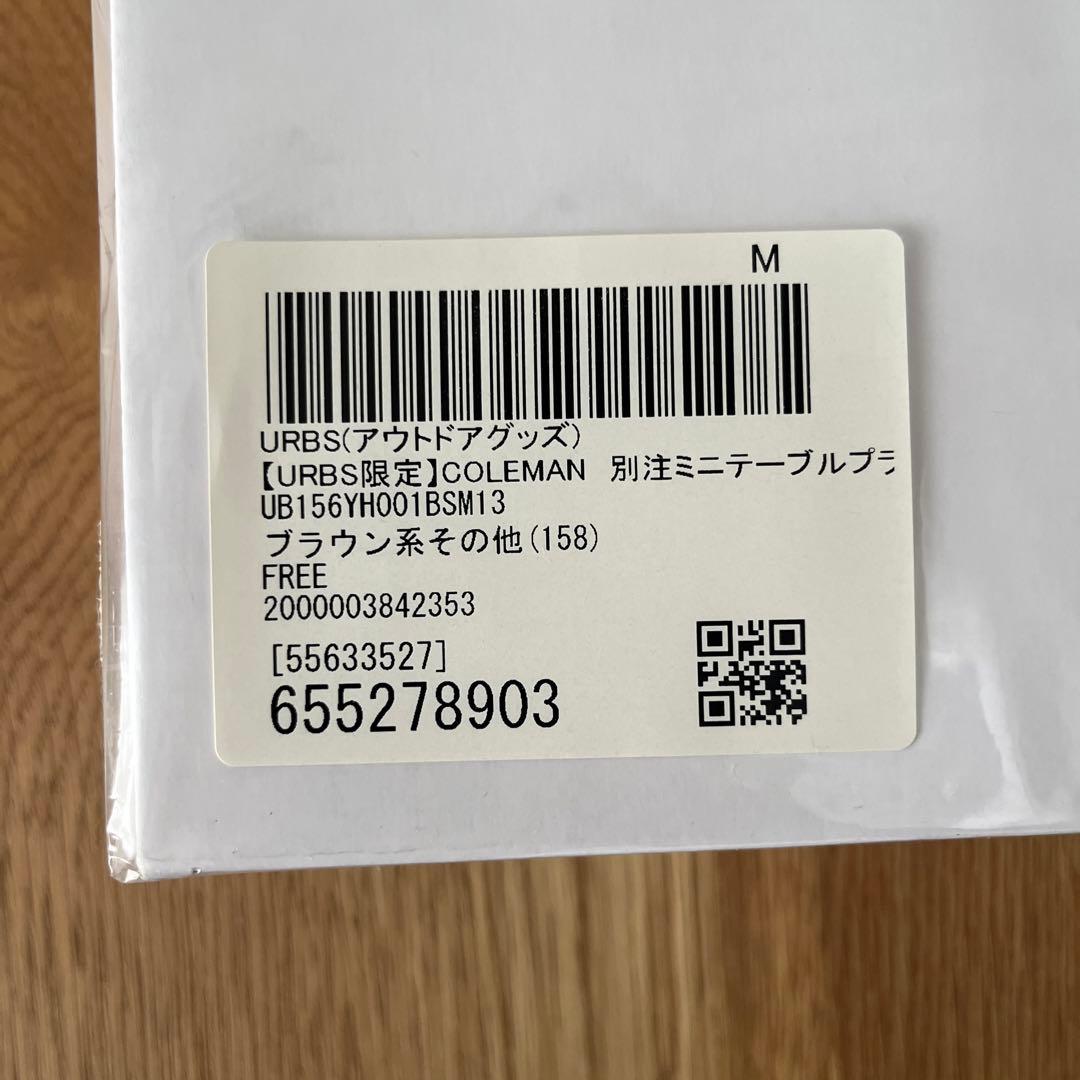 M
URBS(アウトドアグッズ)
【URBS限定】COLEMAN 別注ミニテーブルプラ
UB156YH001BSM13
ブラウン系その他(158)
FREE
2000003842353
[55633527]
655278903